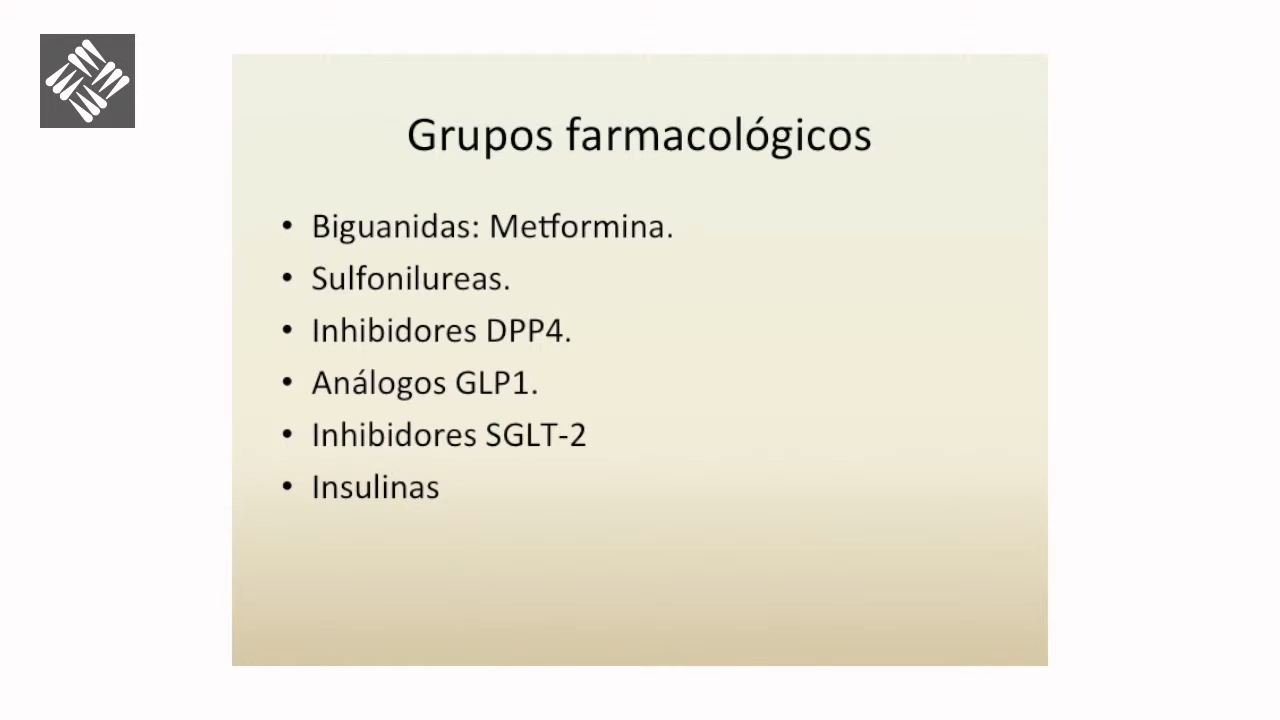 Grupos farmacológicos
• Biguanidas: Metformina.
• Sulfonilureas.
• Inhibidores DPP4.
• Análogos GLP1.
• Inhibidores SGLT-2
• Insulinas